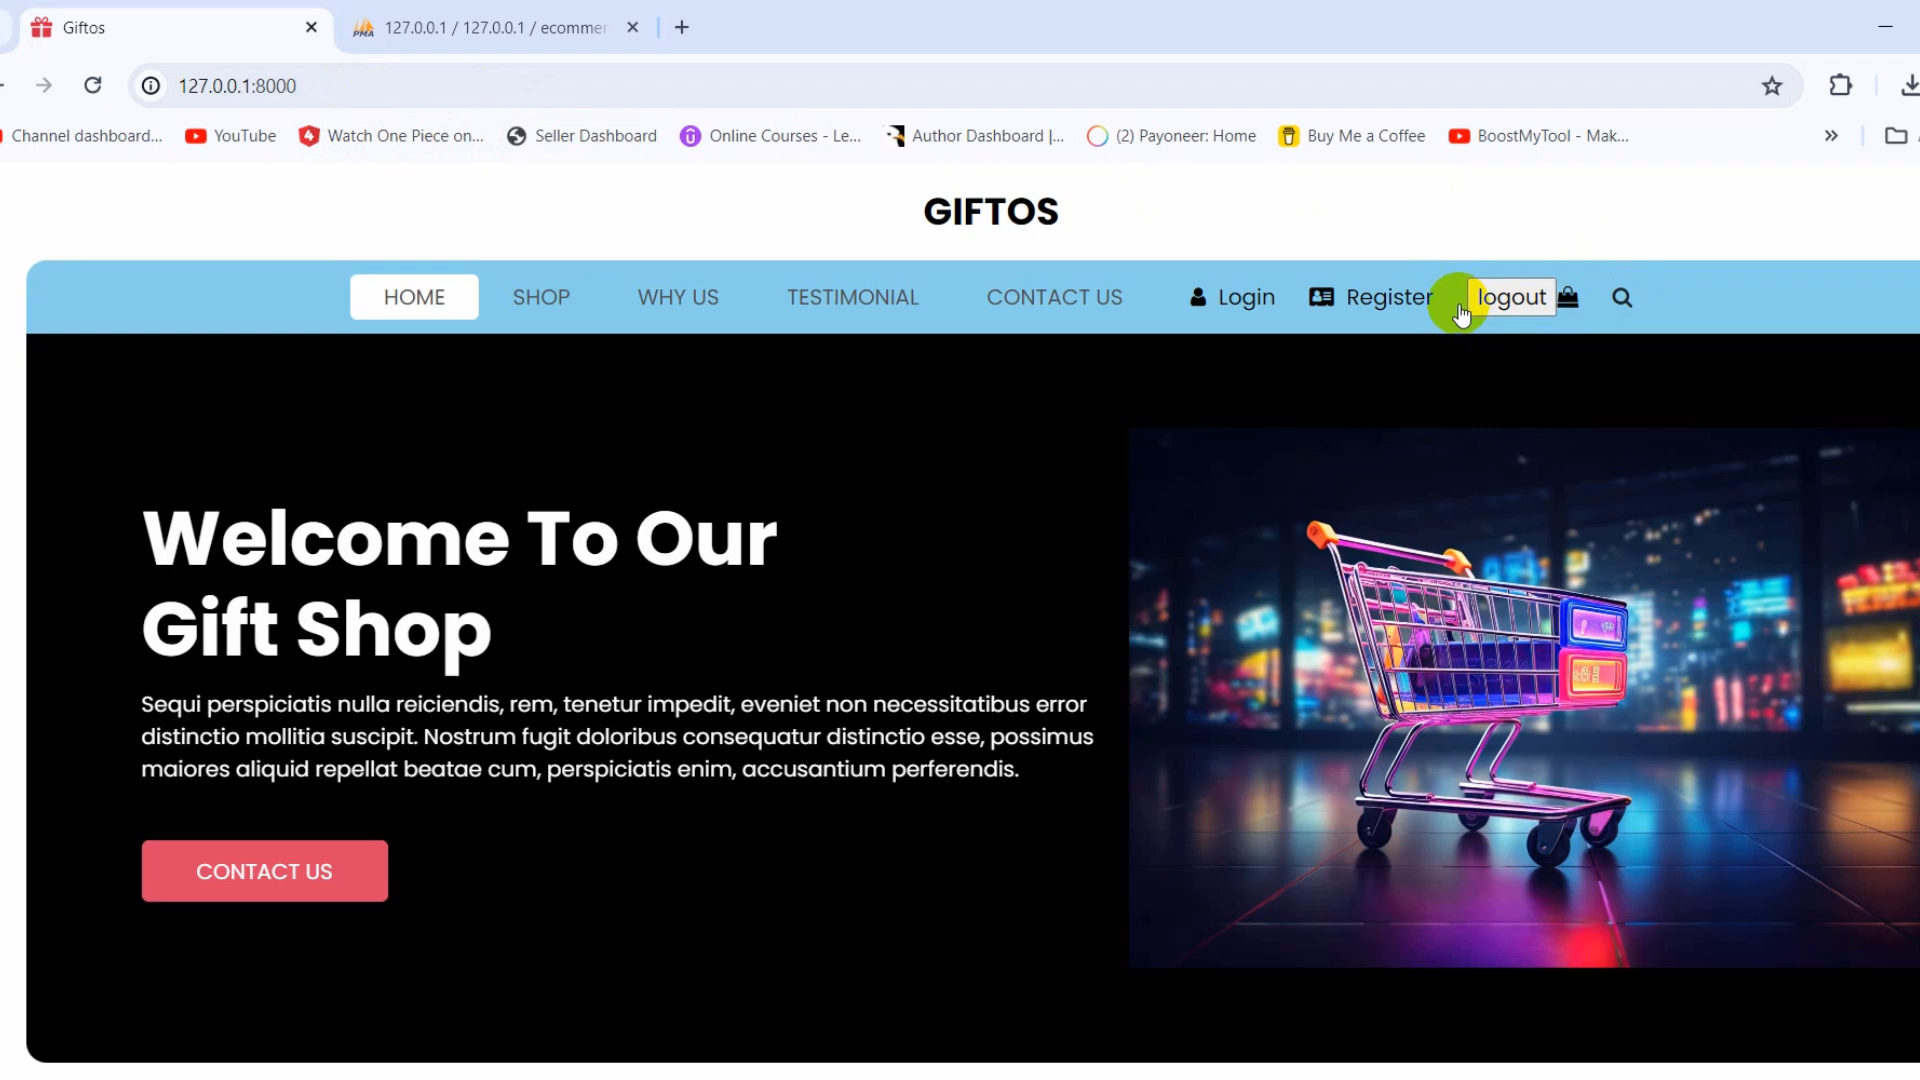 Giftos
127.0.0.1 / 127.0.0.1 / ecommer
127.0.0.1:8000
Channel dashboard...
YouTube
Watch One Piece on...
Seller Dashboard
Online Courses - Le...
Author Dashboard |...
(2) Payoneer: Home
Buy Me a Coffee
BoostMyTool - Mak...
GIFTOS
HOME
SHOP
WHY US
TESTIMONIAL
CONTACT US
Login
Register
logout
Welcome To Our
Gift Shop
Sequi perspiciatis nulla reiciendis, rem, tenetur impedit, eveniet non necessitatibus error
distinctio mollitia suscipit. Nostrum fugit doloribus consequatur distinctio esse, possimus
maiores aliquid repellat beatae cum, perspiciatis enim, accusantium perferendis.
CONTACT US